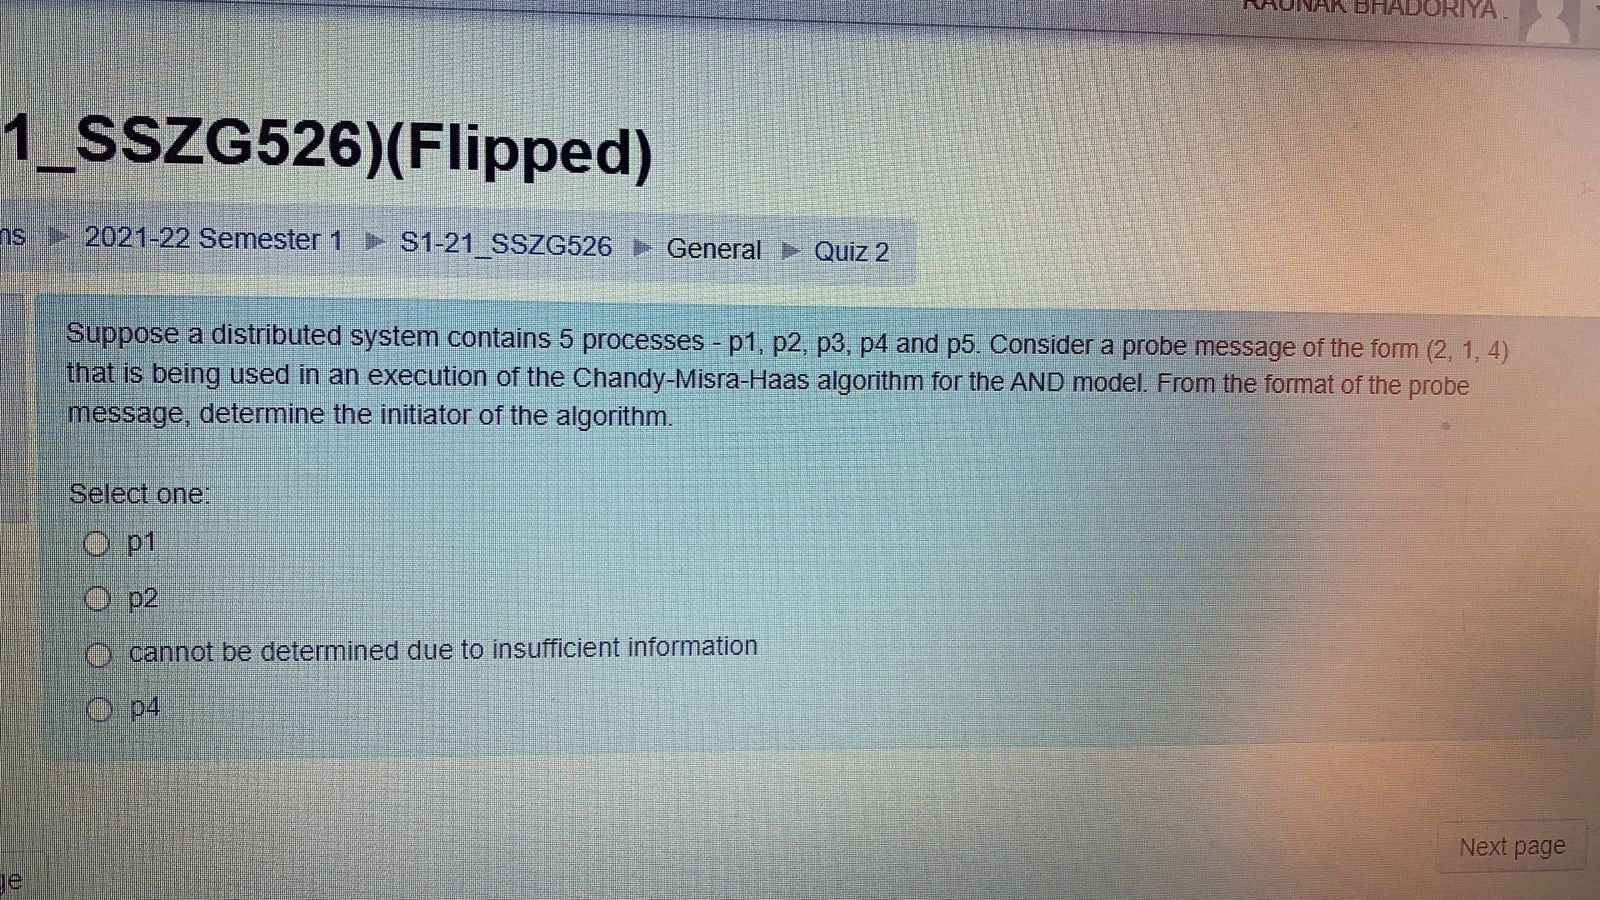 RAUNAK BHADORIYA .
1_SSZG526)(Flipped)
ns ▶ 2021-22 Semester 1 ▶ S1-21_SSZG526 ▶ General ▶ Quiz 2
Suppose a distributed system contains 5 processes - p1, p2, p3, p4 and p5. Consider a probe message of the form (2, 1, 4)
that is being used in an execution of the Chandy-Misra-Haas algorithm for the AND model. From the format of the probe
message, determine the initiator of the algorithm.
Select one:
p1
p2
cannot be determined due to insufficient information
p4
Next page
ge